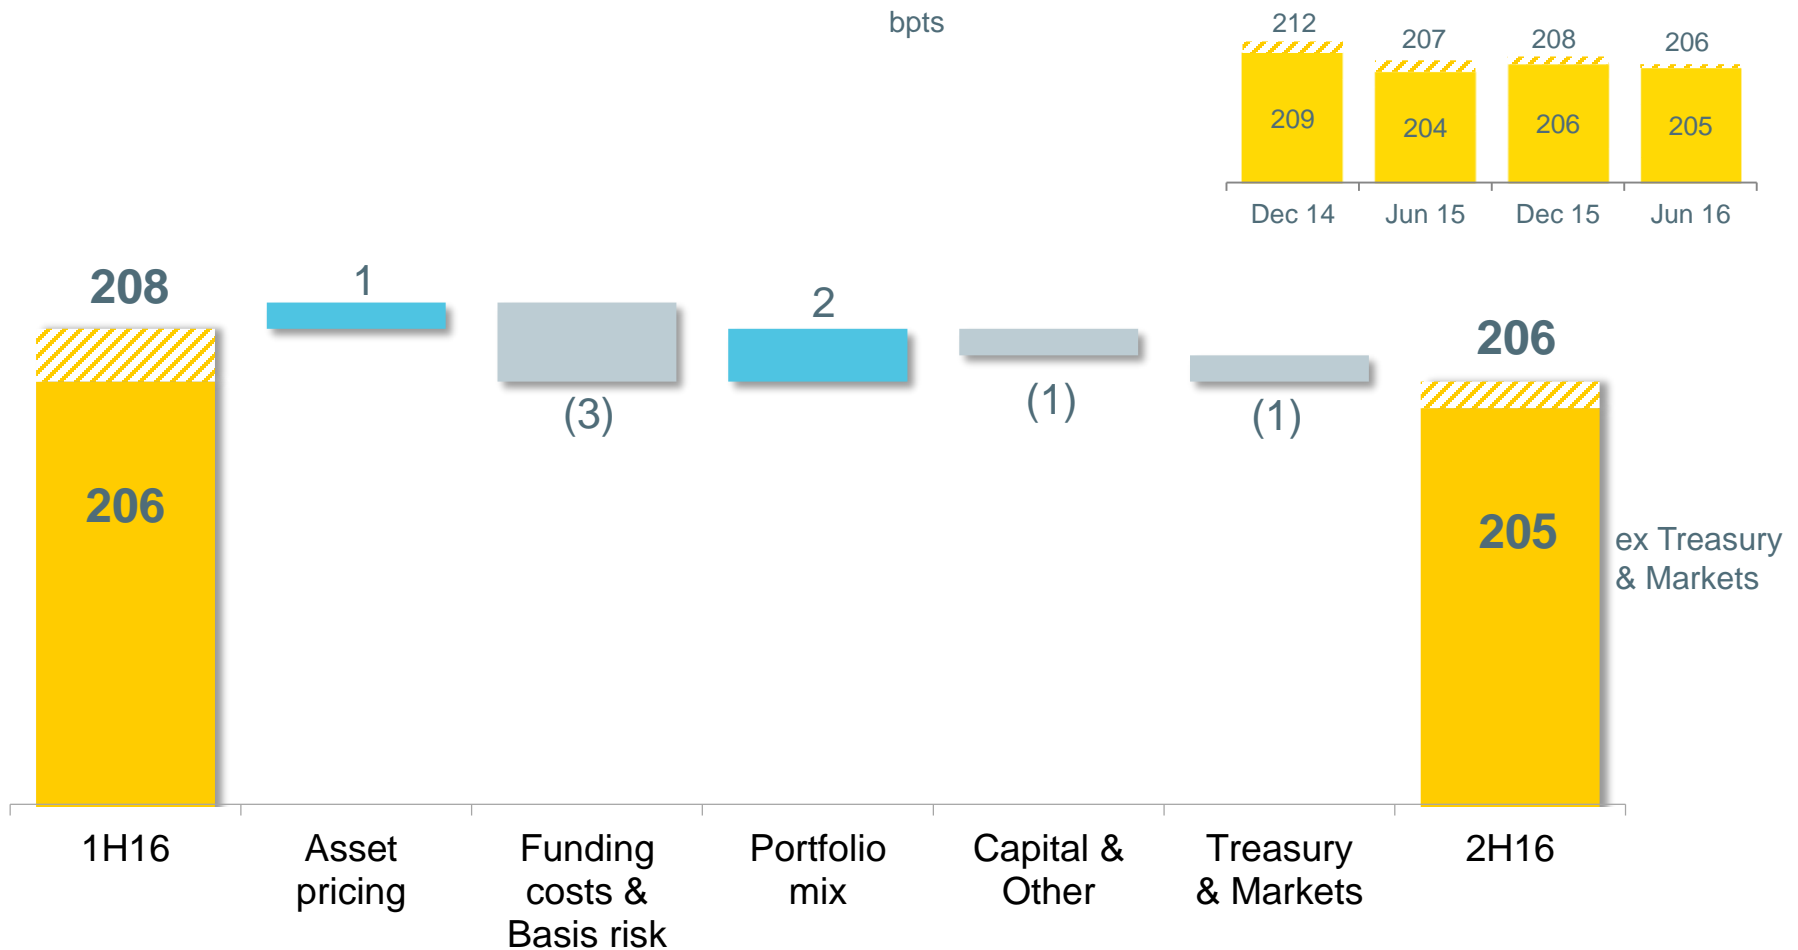 bpts
212
207
208
206
209
204
206
205
Dec 14
Jun 15
Dec 15
Jun 16
208
1
(3)
2
(1)
(1)
206
206
205
ex Treasury
& Markets
1H16
Asset
pricing
Funding
costs &
Basis risk
Portfolio
mix
Capital &
Other
Treasury
& Markets
2H16